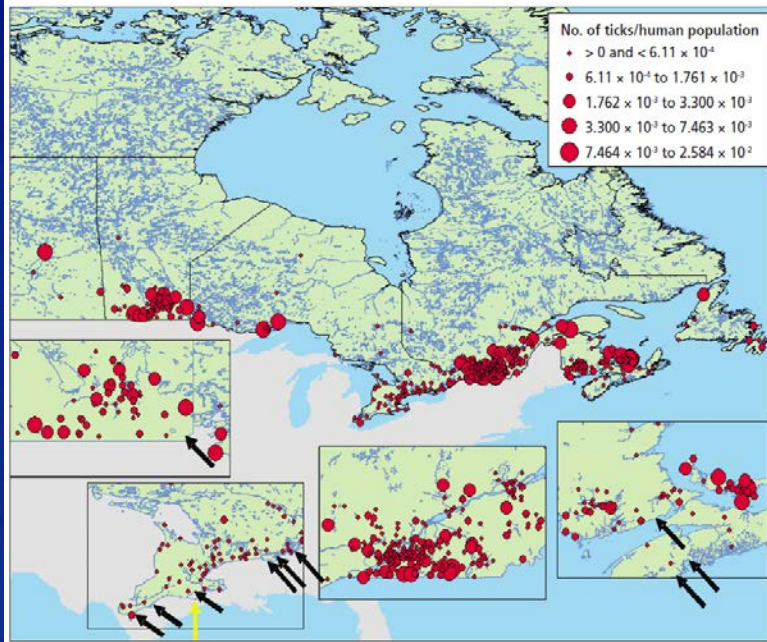 No. of ticks/human population
> 0 and < 6.11 × 10⁻⁴
6.11 × 10⁻⁴ to 1.761 × 10⁻³
1.762 × 10⁻³ to 3.300 × 10⁻³
3.300 × 10⁻³ to 7.463 × 10⁻³
7.464 × 10⁻³ to 2.584 × 10⁻²